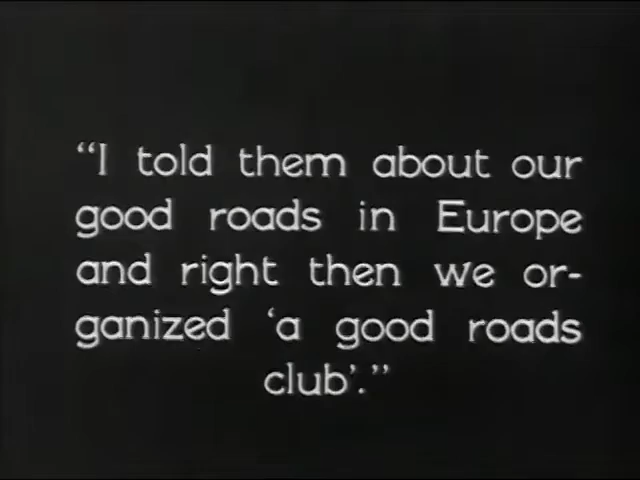 “I told them about our
good roads in Europe
and right then we or-
ganized ‘a good roads
club’.”